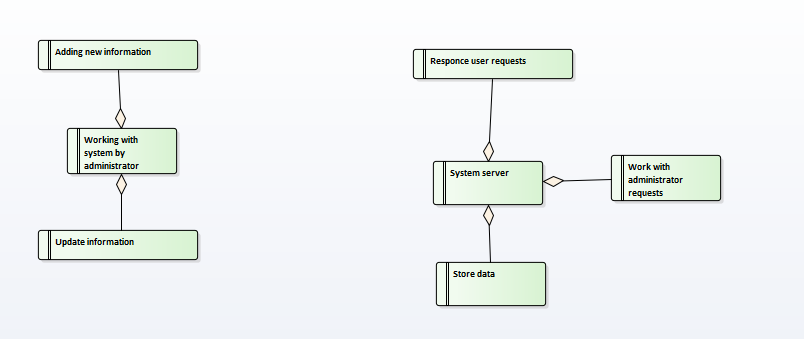 Adding new information
Working with
system by
administrator
Update information
Responce user requests
System server
Work with
administrator
requests
Store data